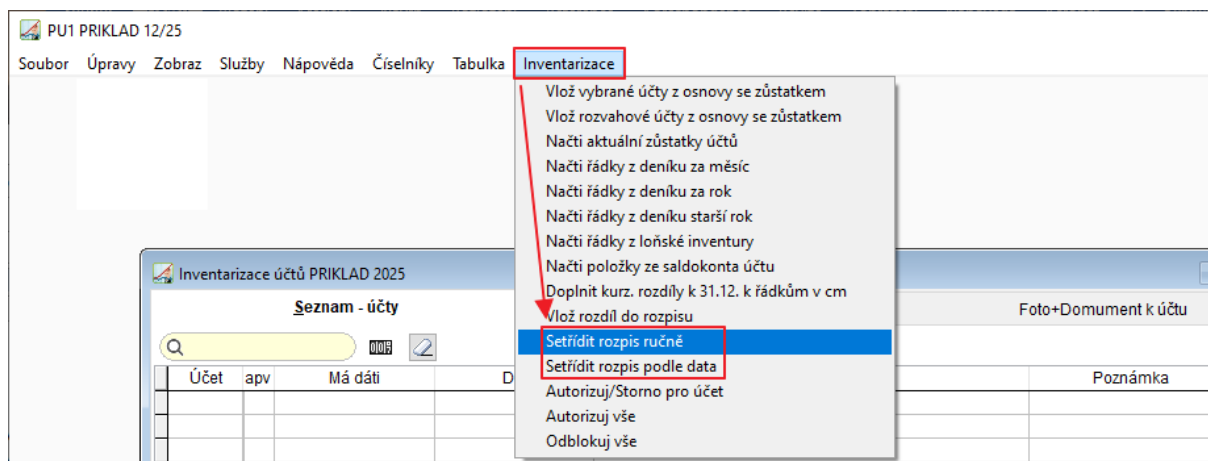 PU1 PRIKLAD 12/25
Soubor Úpravy Zobraz Služby Nápověda Číselníky Tabulka Inventarizace
Vlož vybrané účty z osnovy se zůstatkem
Vlož rozvahové účty z osnovy se zůstatkem
Načti aktuální zůstatky účtů
Načti řádky z deníku za měsíc
Načti řádky z deníku za rok
Načti řádky z deníku starší rok
Načti řádky z loňské inventury
Načti položky ze saldokonta účtu
Doplnit kurz. rozdíly k 31.12. k řádkům v cm
Vlož rozdíl do rozpisu
Setřídit rozpis ručně
Setřídit rozpis podle data
Autorizuj/Storno pro účet
Autorizuj vše
Odblokuj vše
Inventarizace účtů PRIKLAD 2025
Seznam - účty
Foto+Domument k účtu
Účet apv Má dáti D Poznámka